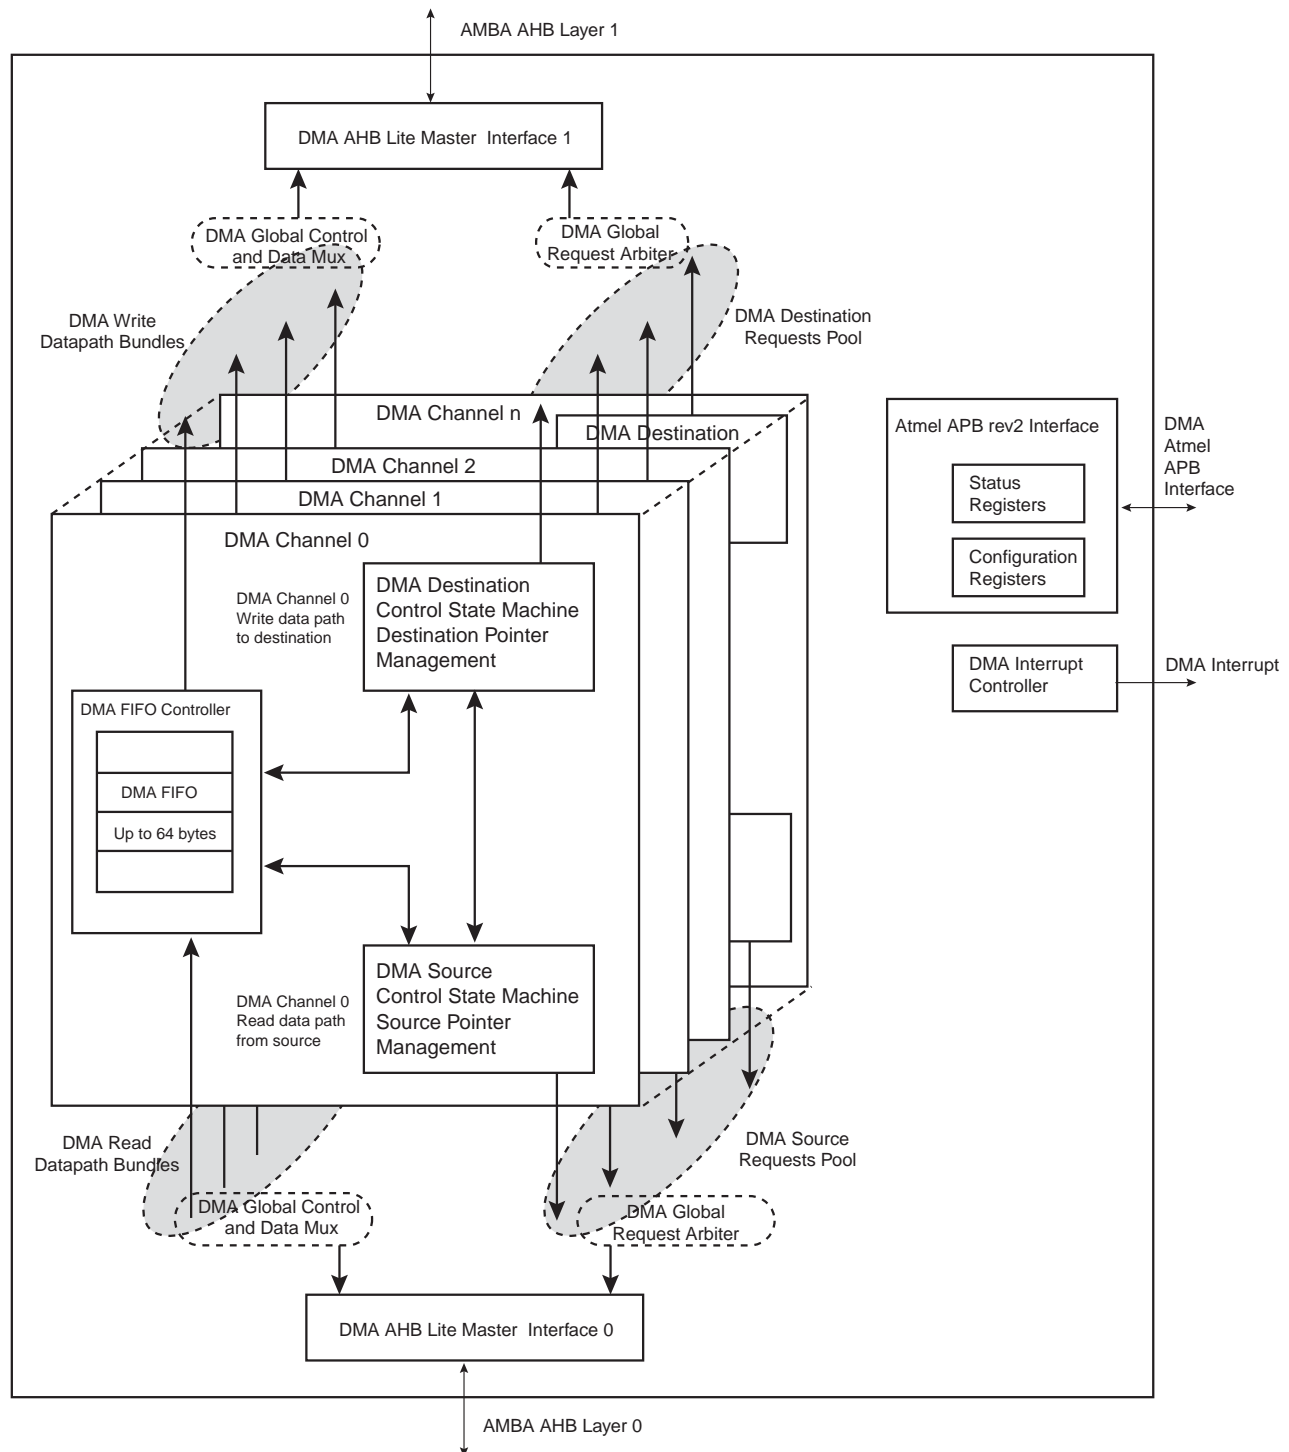 AMBA AHB Layer 1
DMA AHB Lite Master Interface 1
DMA Global Control
and Data Mux
DMA Global
Request Arbiter
DMA Write
Datapath Bundles
DMA Destination
Requests Pool
DMA Channel n
DMA Destination
DMA Channel 2
DMA Channel 1
DMA Channel 0
Atmel APB rev2 Interface
Status
Registers
Configuration
Registers
DMA
Atmel
APB
Interface
DMA Channel 0
Write data path
to destination
DMA Destination
Control State Machine
Destination Pointer
Management
DMA Interrupt
Controller
DMA Interrupt
DMA FIFO Controller
DMA FIFO
Up to 64 bytes
DMA Channel 0
Read data path
from source
DMA Source
Control State Machine
Source Pointer
Management
DMA Read
Datapath Bundles
DMA Source
Requests Pool
DMA Global Control
and Data Mux
DMA Global
Request Arbiter
DMA AHB Lite Master Interface 0
AMBA AHB Layer 0